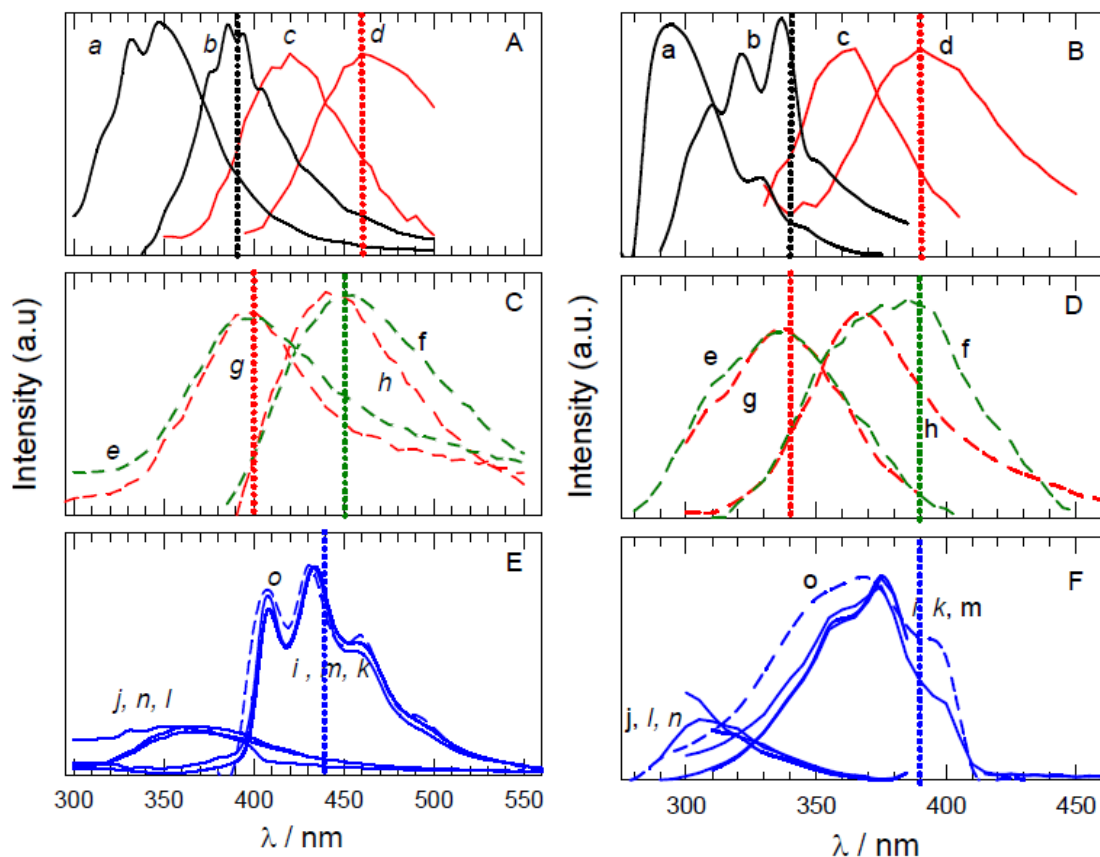 A
a b c d
B
a b c d
Intensity (a.u)
C
e g h f
Intensity (a.u.)
D
e g h f
E
o
i , m, k
j, n, l
300 350 400 450 500 550
λ / nm
F
o
i, k, m
j, l, n
300 350 400 450
λ / nm